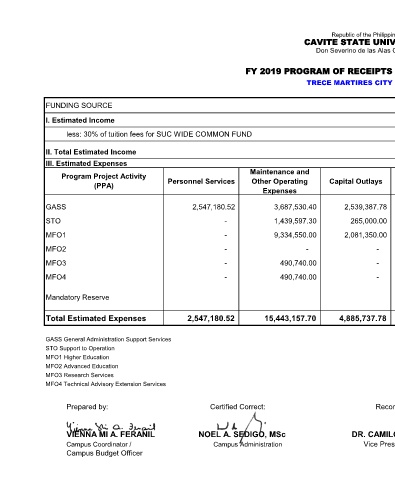 Republic of the Philippin
CAVITE STATE UNIV
Don Severino de las Alas C
FY 2019 PROGRAM OF RECEIPTS
TRECE MARTIRES CITY
FUNDING SOURCE
I. Estimated Income
less: 30% of tuition fees for SUC WIDE COMMON FUND
II. Total Estimated Income
III. Estimated Expenses
Program Project Activity (PPA) Personnel Services Maintenance and Other Operating Expenses Capital Outlays
GASS 2,547,180.52 3,687,530.40 2,539,387.78
STO - 1,439,597.30 265,000.00
MFO1 - 9,334,550.00 2,081,350.00
MFO2 - - -
MFO3 - 490,740.00 -
MFO4 - 490,740.00 -
Mandatory Reserve
Total Estimated Expenses 2,547,180.52 15,443,157.70 4,885,737.78
GASS General Administration Support Services
STO Support to Operation
MFO1 Higher Education
MFO2 Advanced Education
MFO3 Research Services
MFO4 Technical Advisory Extension Services
Prepared by: Certified Correct: Recor
VIENNA MI A. FERANIL NOEL A. SEDIGO, MSc DR. CAMILO
Campus Coordinator / Campus Administration Vice Pres
Campus Budget Officer